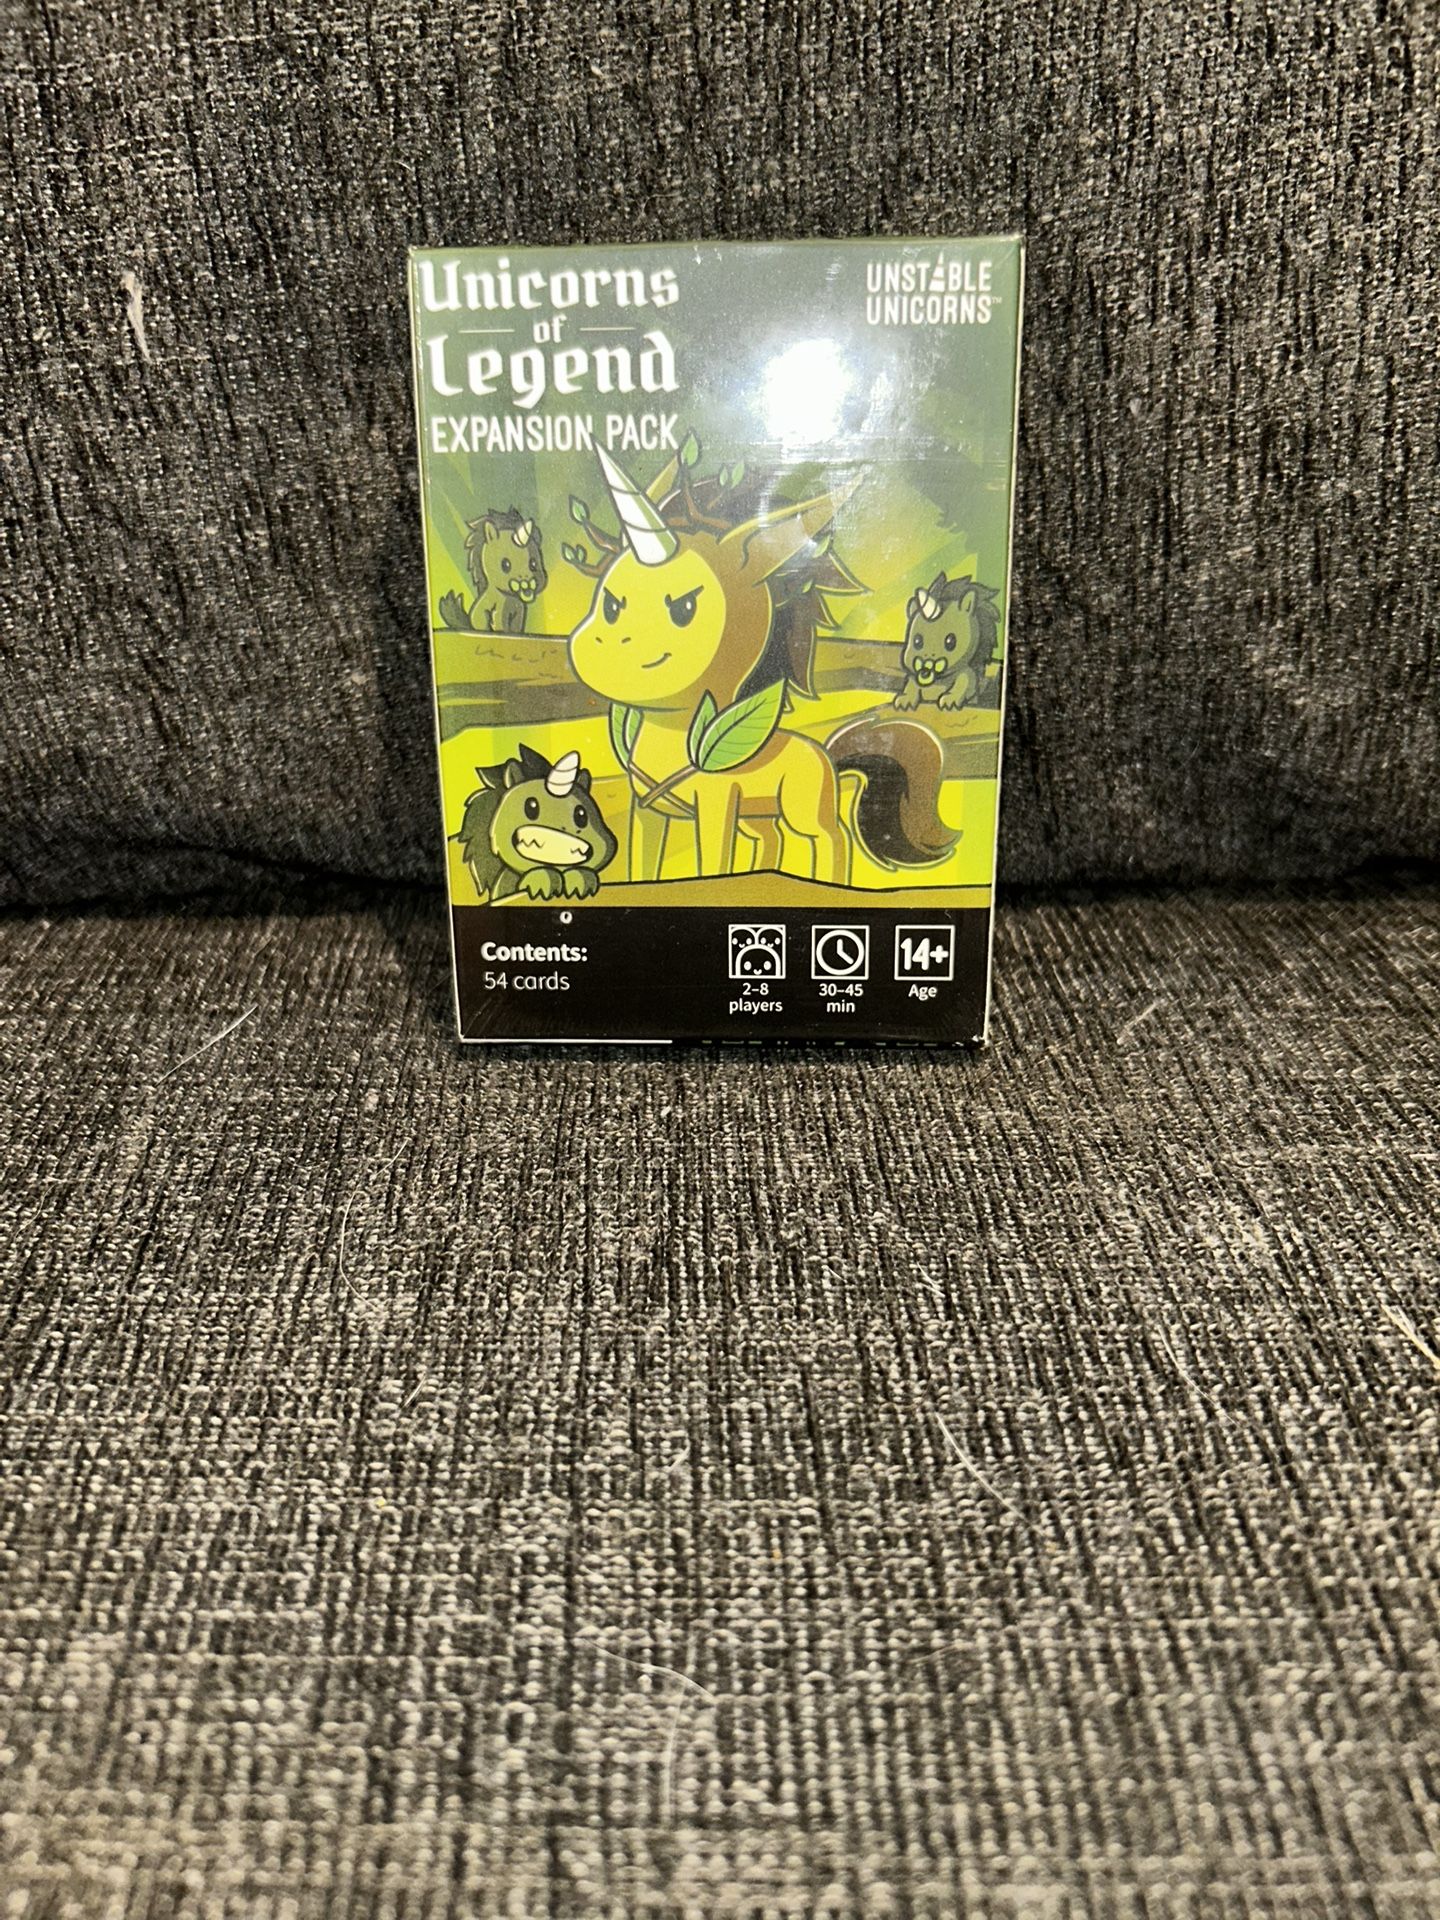 Unicorns
of
Legend
EXPANSION PACK
UNSTABLE
UNICORNS™
Contents:
54 cards
2-8
players
30-45
min
14+
Age